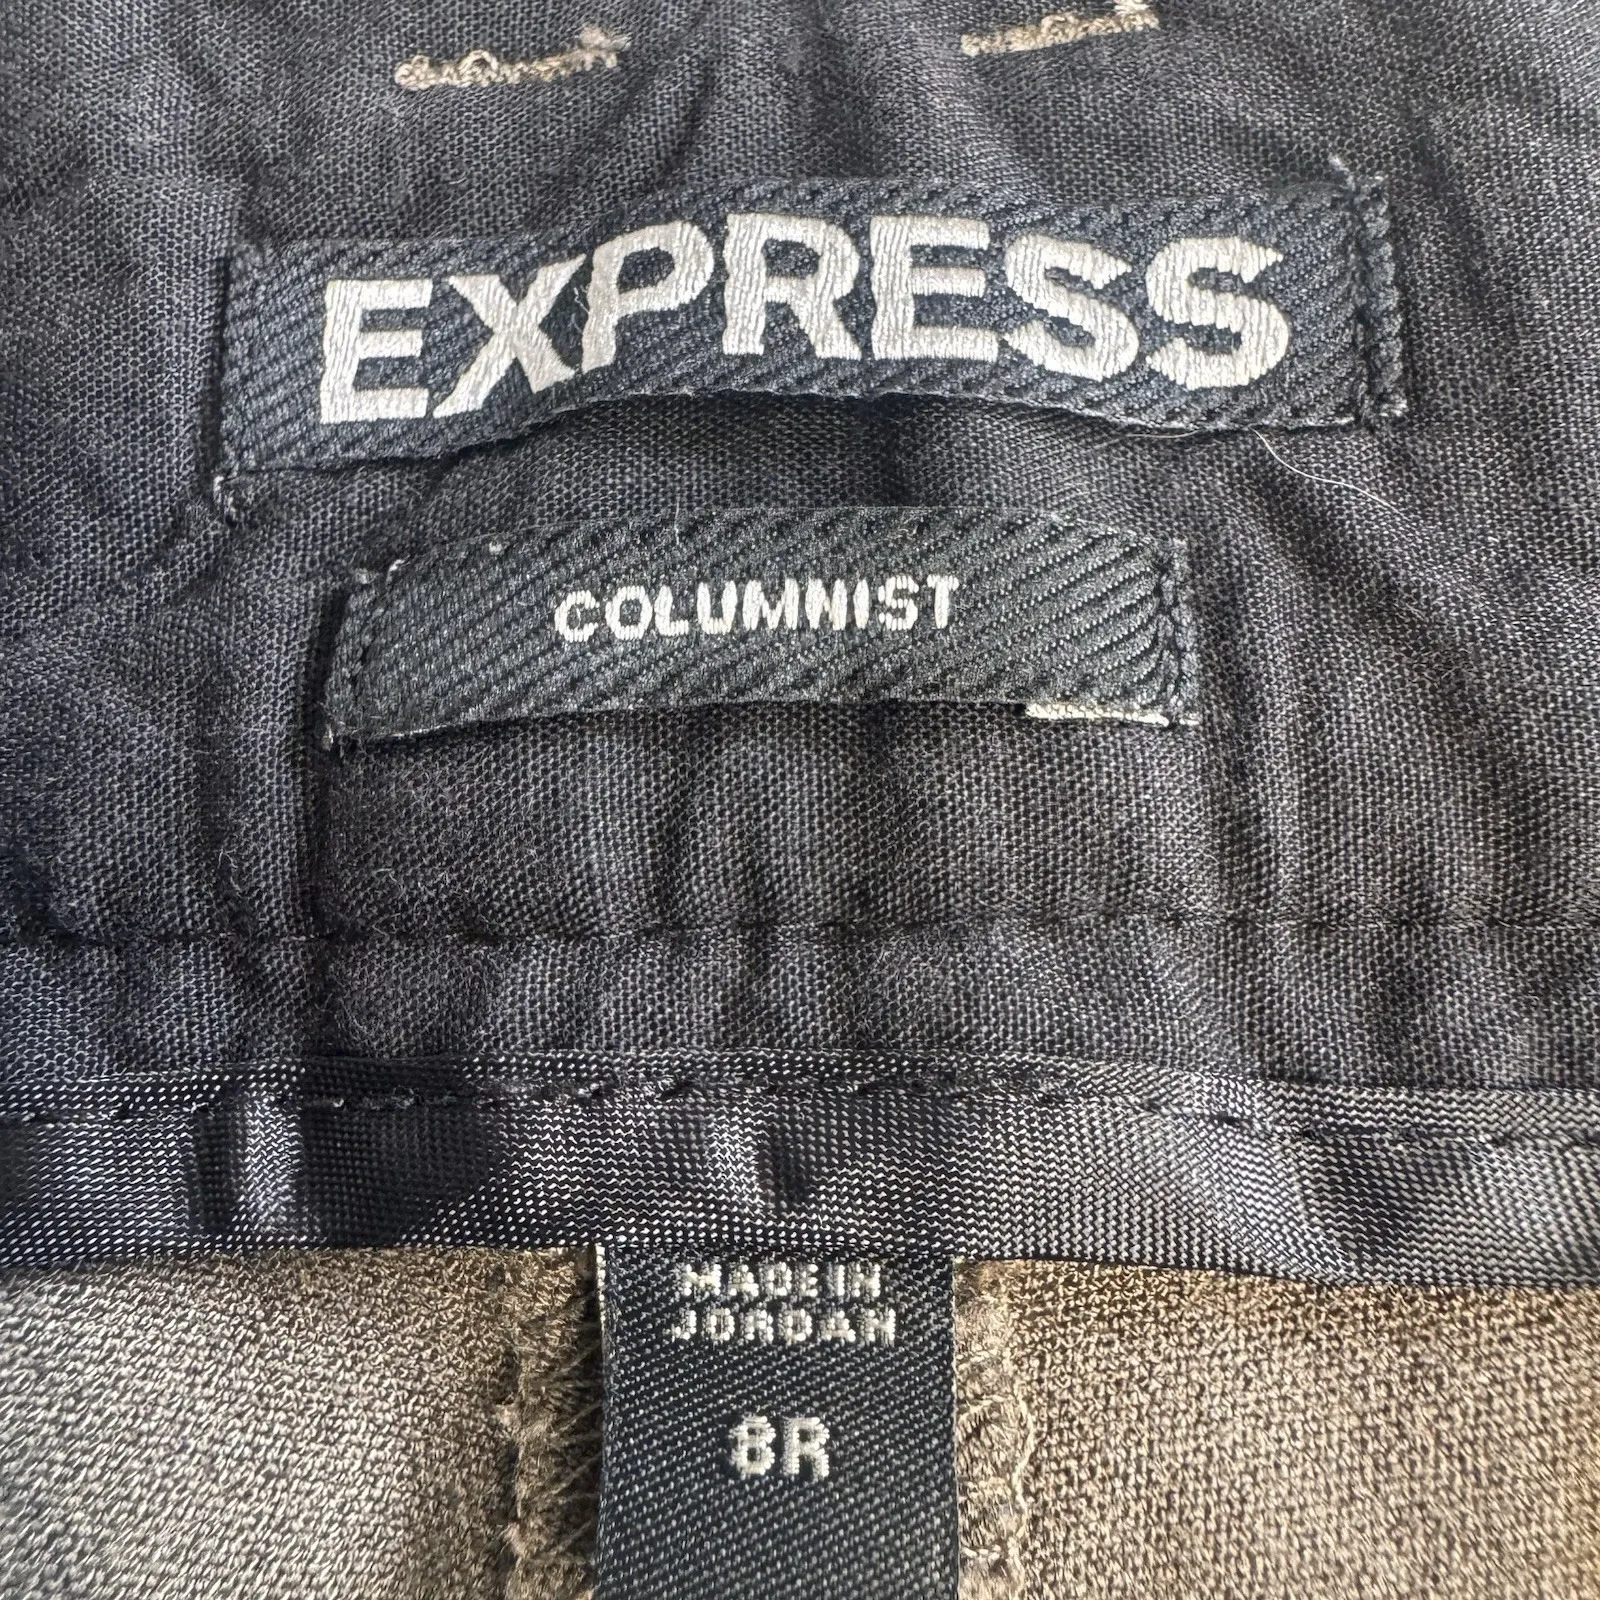 EXPRESS
COLUMNIST
MADE IN
JORDAN
8R